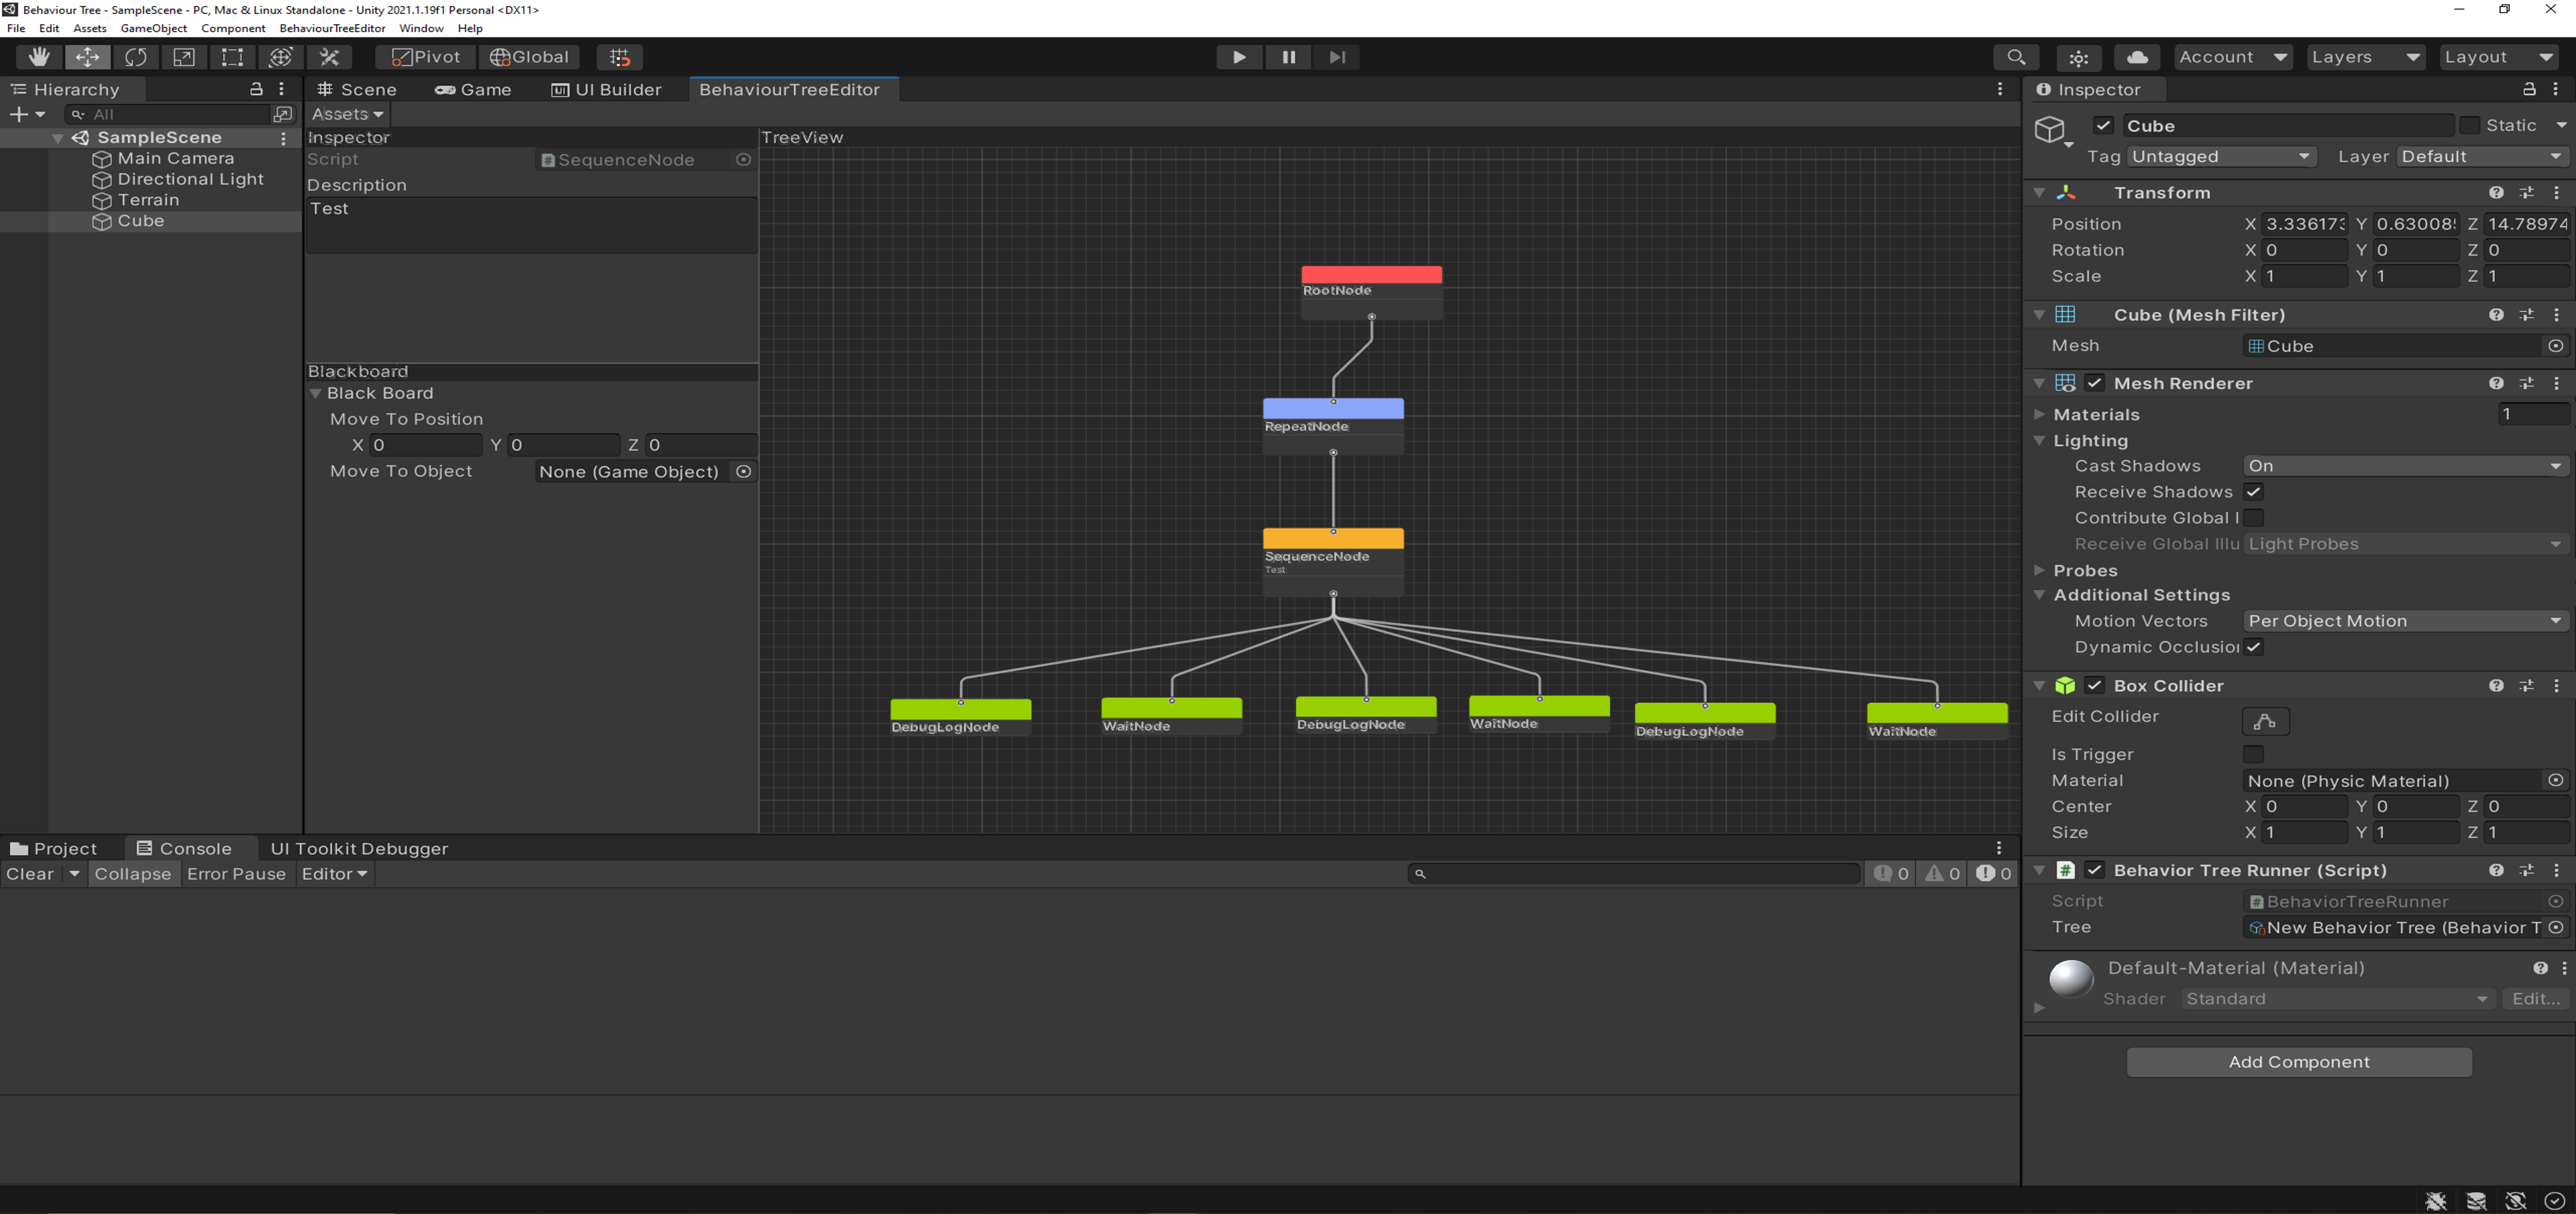 Behaviour Tree - SampleScene - PC, Mac & Linux Standalone - Unity 2021.1.19f1 Personal <DX11>
File Edit Assets GameObject Component BehaviourTreeEditor Window Help
Pivot Global Account Layers Layout
Hierarchy
All
SampleScene
Main Camera
Directional Light
Terrain
Cube
Scene Game UI Builder BehaviourTreeEditor
Assets
Inspector
Script SequenceNode
Description
Test
Blackboard
Black Board
Move To Position
X 0 Y 0 Z 0
Move To Object None (Game Object)
TreeView
RootNode
RepeatNode
SequenceNode
Test
DebugLogNode WaitNode DebugLogNode WaitNode DebugLogNode WaitNode
Project Console UI Toolkit Debugger
Clear Collapse Error Pause Editor 0 0 0
Inspector
Cube Static
Tag Untagged Layer Default
Transform
Position X 3.336173 Y 0.63008 Z 14.78974
Rotation X 0 Y 0 Z 0
Scale X 1 Y 1 Z 1
Cube (Mesh Filter)
Mesh Cube
Mesh Renderer
Materials 1
Lighting
Cast Shadows On
Receive Shadows
Contribute Global I
Receive Global Illu Light Probes
Probes
Additional Settings
Motion Vectors Per Object Motion
Dynamic Occlusio
Box Collider
Edit Collider
Is Trigger
Material None (Physic Material)
Center X 0 Y 0 Z 0
Size X 1 Y 1 Z 1
Behavior Tree Runner (Script)
Script BehaviorTreeRunner
Tree New Behavior Tree (Behavior T
Default-Material (Material)
Shader Standard Edit...
Add Component